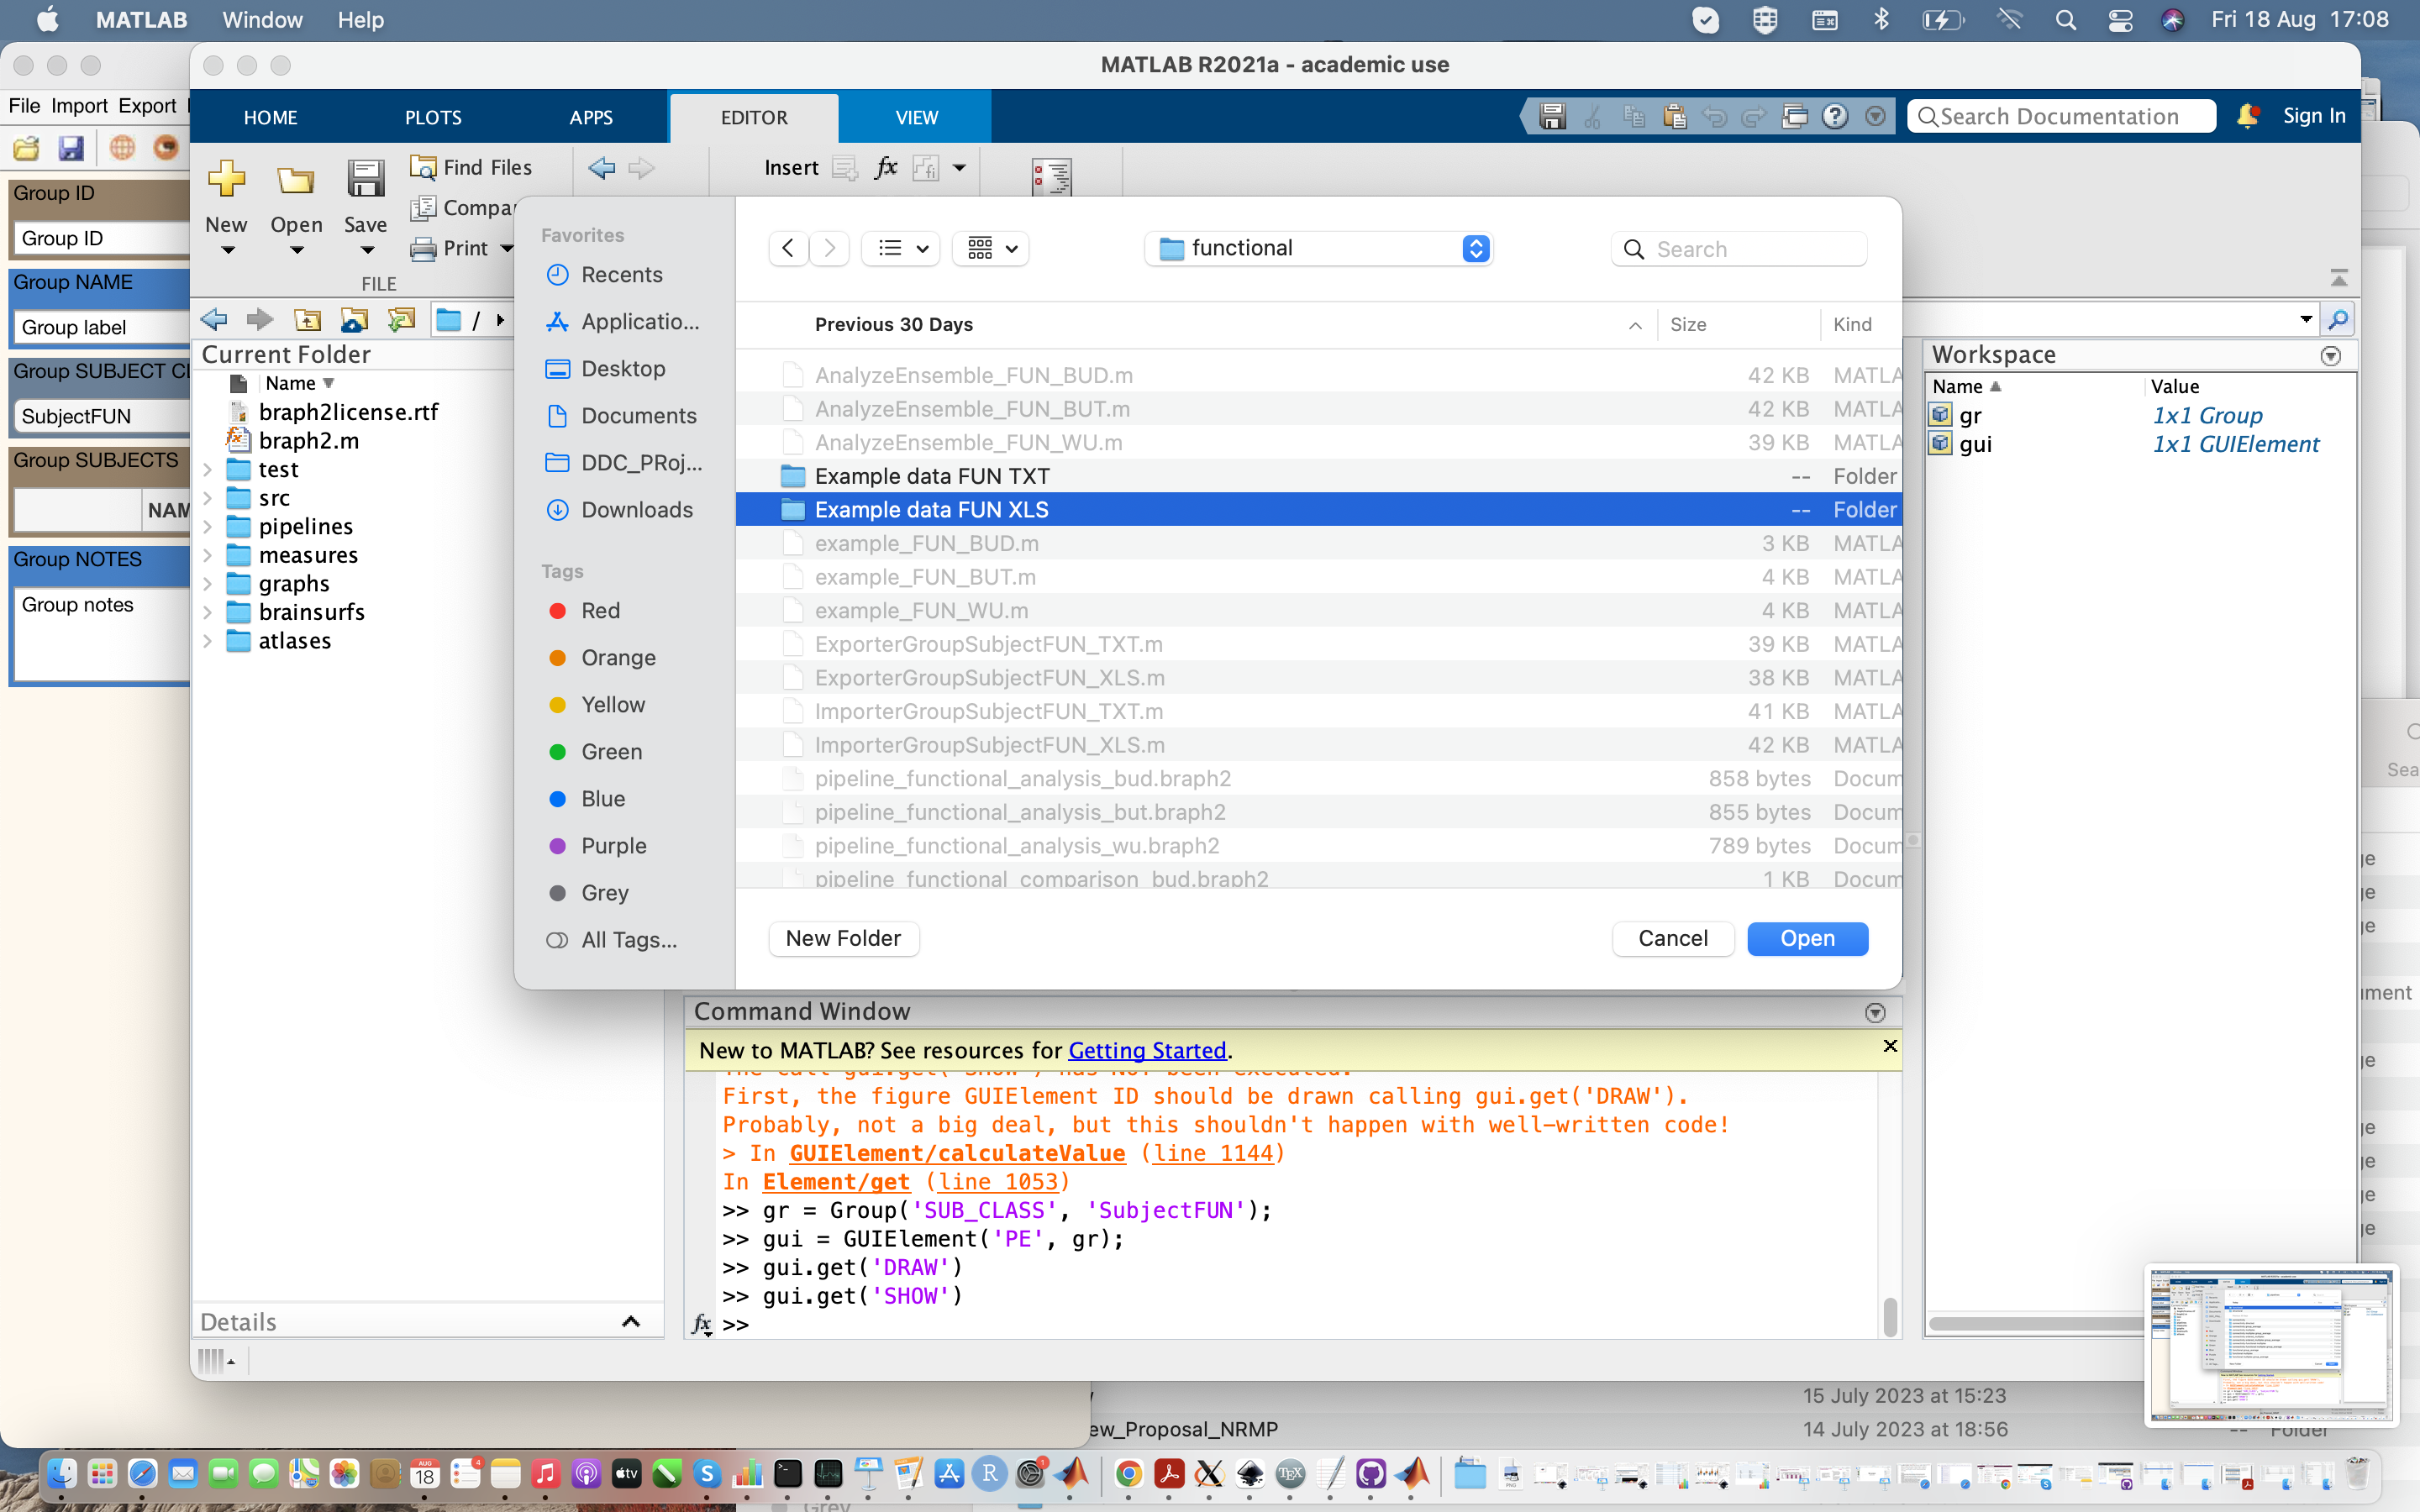 MATLAB Window Help Fri 18 Aug 17:08
MATLAB R2021a - academic use
File Import Export
HOME PLOTS APPS EDITOR VIEW Search Documentation Sign In
Find Files
Insert fx
New Open Save
Print
FILE
Group ID
Group ID
Group NAME
Group label
SubjectFUN
Group SUBJECTS
Group NOTES
Group notes
/
Current Folder
Name
braph2license.rtf
braph2.m
test
src
pipelines
measures
graphs
brainsurfs
atlases
Details
Favorites
Recents
Applicatio...
Desktop
Documents
DDC_PRoj...
Downloads
Tags
Red
Orange
Yellow
Green
Blue
Purple
Grey
All Tags...
functional
Search
Previous 30 Days Size Kind
AnalyzeEnsemble_FUN_BUD.m 42 KB MATLA
AnalyzeEnsemble_FUN_BUT.m 42 KB MATLA
AnalyzeEnsemble_FUN_WU.m 39 KB MATLA
Example data FUN TXT -- Folder
Example data FUN XLS -- Folder
example_FUN_BUD.m 3 KB MATLA
example_FUN_BUT.m 4 KB MATLA
example_FUN_WU.m 4 KB MATLA
ExporterGroupSubjectFUN_TXT.m 39 KB MATLA
ExporterGroupSubjectFUN_XLS.m 38 KB MATLA
ImporterGroupSubjectFUN_TXT.m 41 KB MATLA
ImporterGroupSubjectFUN_XLS.m 42 KB MATLA
pipeline_functional_analysis_bud.braph2 858 bytes Docum
pipeline_functional_analysis_but.braph2 855 bytes Docum
pipeline_functional_analysis_wu.braph2 789 bytes Docum
pipeline_functional_comparison_bud.braph2 1 KB Docum
New Folder Cancel Open
Workspace
Name Value
gr 1x1 Group
gui 1x1 GUIElement
Command Window
New to MATLAB? See resources for Getting Started.
First, the figure GUIElement ID should be drawn calling gui.get('DRAW').
Probably, not a big deal, but this shouldn't happen with well-written code!
> In GUIElement/calculateValue (line 1144)
In Element/get (line 1053)
>> gr = Group('SUB_CLASS', 'SubjectFUN');
>> gui = GUIElement('PE', gr);
>> gui.get('DRAW')
>> gui.get('SHOW')
fx >>
15 July 2023 at 15:23
ew_Proposal_NRMP 14 July 2023 at 18:56 -- Folder